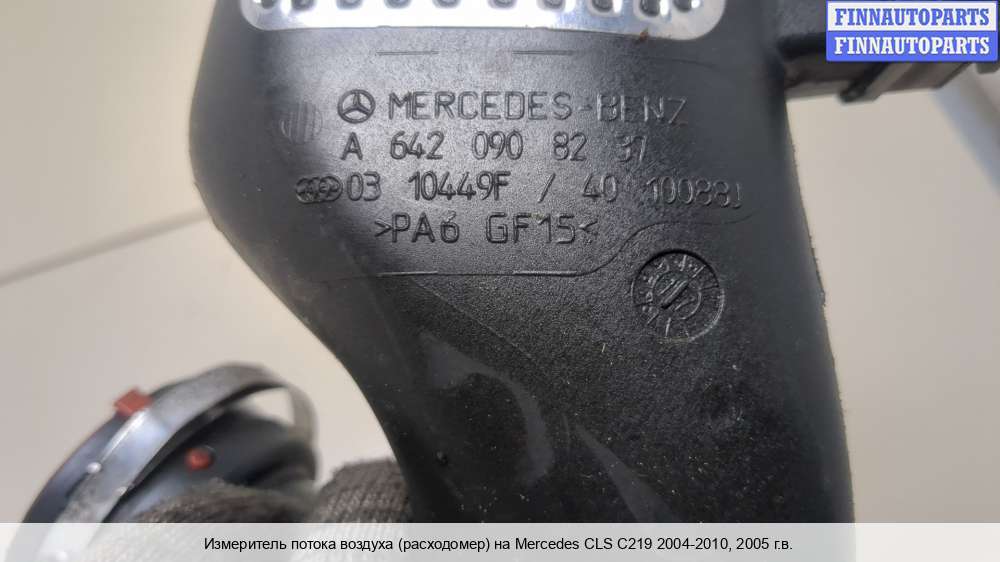 FINNAUTOPARTS
FINNAUTOPARTS
MERCEDES-BENZ
A 642 090 82 37
03 10449F / 40 10088J
>PA6 GF15<
Измеритель потока воздуха (расходомер) на Mercedes CLS C219 2004-2010, 2005 г.в.